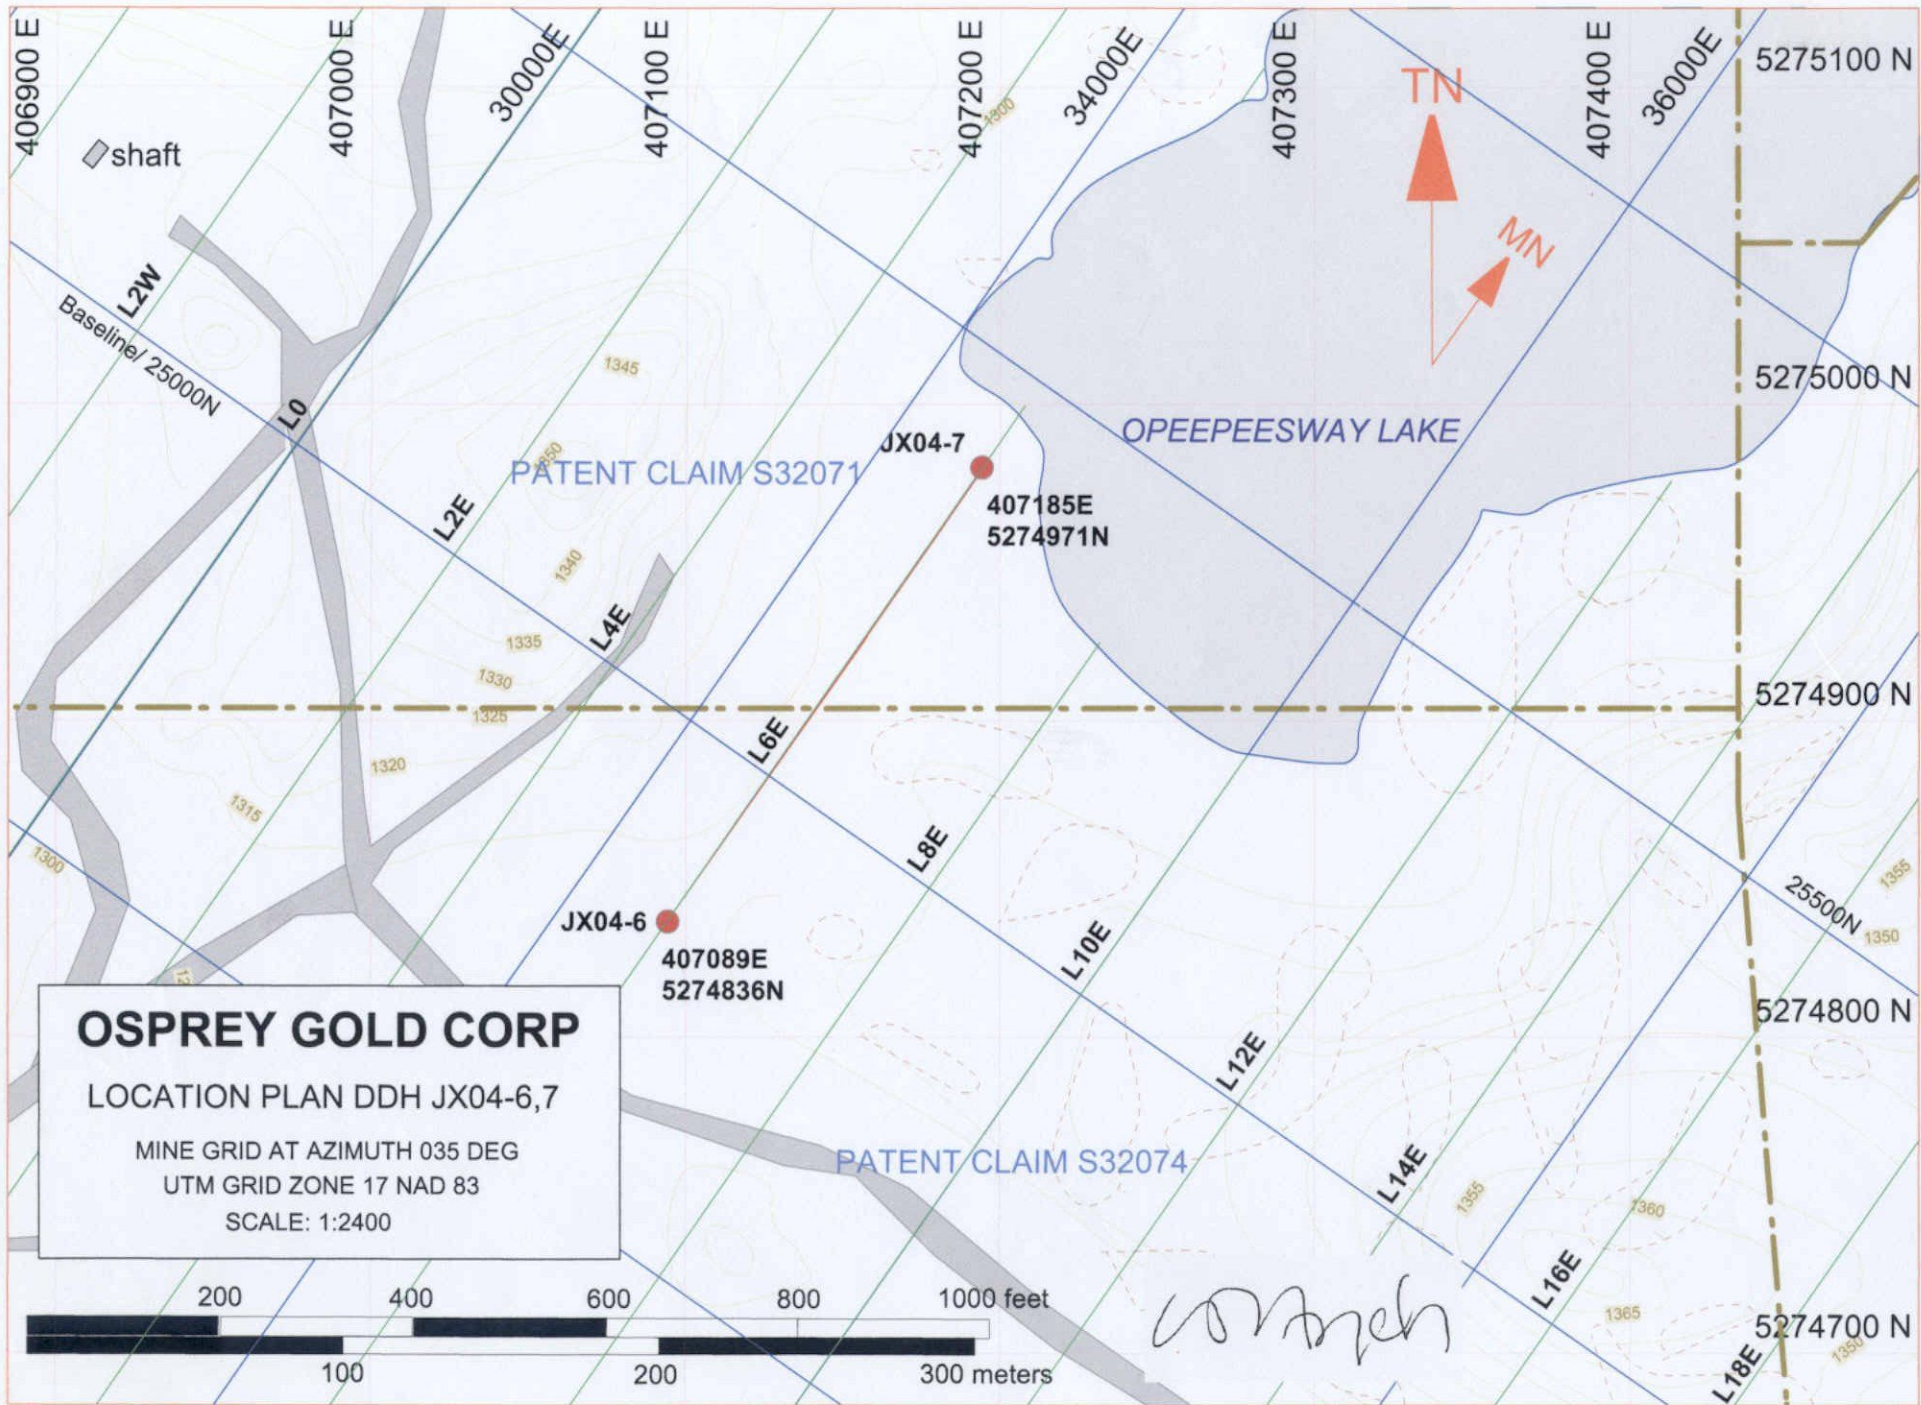 406900 E
407000 E
30000E
407100 E
407200 E
34000E
407300 E
407400 E
36000E
5275100 N
TN
MN
shaft
1300
L2W
Baseline/ 25000N
L0
1345
5275000 N
OPEEPEESWAY LAKE
1350
PATENT CLAIM S32071
JX04-7
407185E
5274971N
L2E
1340
L4E
1335
1330
1325
5274900 N
L6E
1320
1315
1300
L8E
1355
25500N
1350
JX04-6
407089E
5274836N
L10E
5274800 N
OSPREY GOLD CORP
LOCATION PLAN DDH JX04-6,7
MINE GRID AT AZIMUTH 035 DEG
UTM GRID ZONE 17 NAD 83
SCALE: 1:2400
L12E
PATENT CLAIM S32074
L14E
1355
1360
L16E
1365
5274700 N
1350
L18E
200 400 600 800 1000 feet
100 200 300 meters